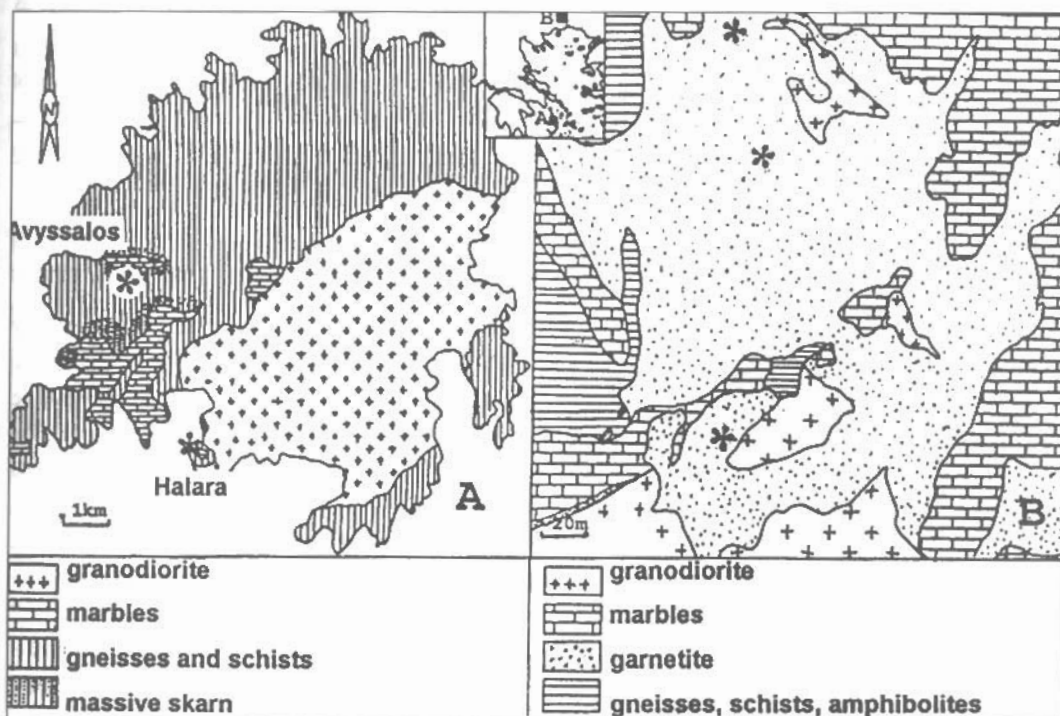 N
B
A
Avyssalos
Halara
1km
A
20m
B
granodiorite
marbles
gneisses and schists
massive skarn
granodiorite
marbles
garnetite
gneisses, schists, amphibolites